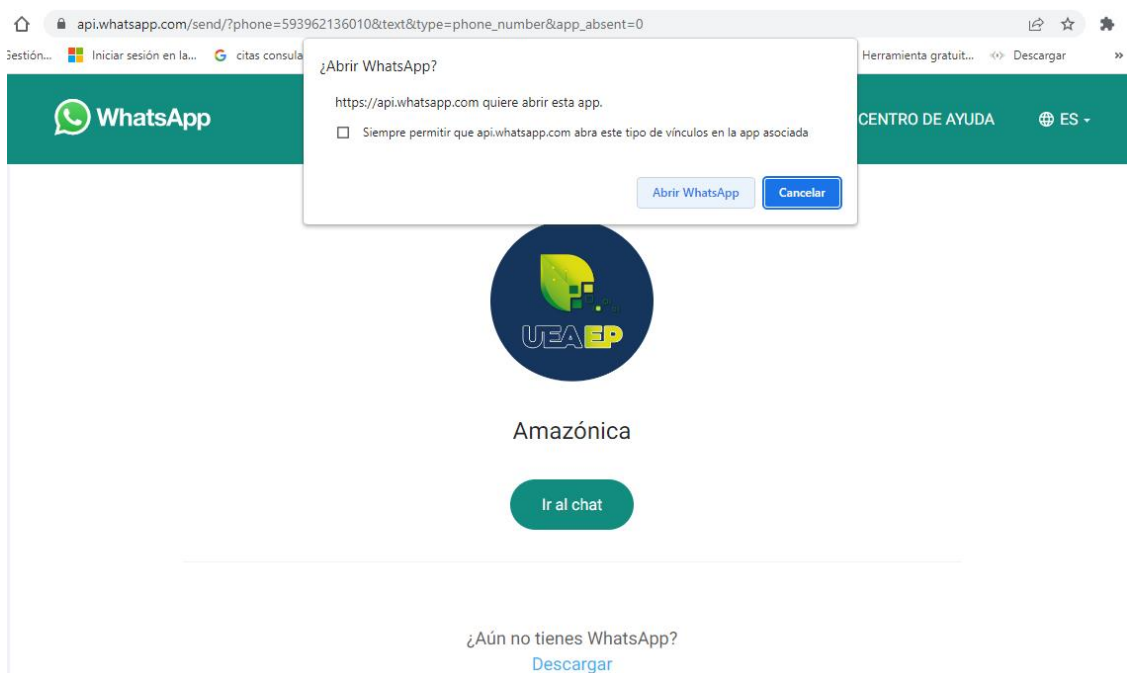 api.whatsapp.com/send/?phone=593962136010&text&type=phone_number&app_absent=0
Gestión... Iniciar sesión en la... citas consula Herramienta gratuit... Descargar »
¿Abrir WhatsApp?
https://api.whatsapp.com quiere abrir esta app.
Siempre permitir que api.whatsapp.com abra este tipo de vínculos en la app asociada
Abrir WhatsApp Cancelar
WhatsApp CENTRO DE AYUDA ES
UEAEP
Amazónica
Ir al chat
¿Aún no tienes WhatsApp?
Descargar